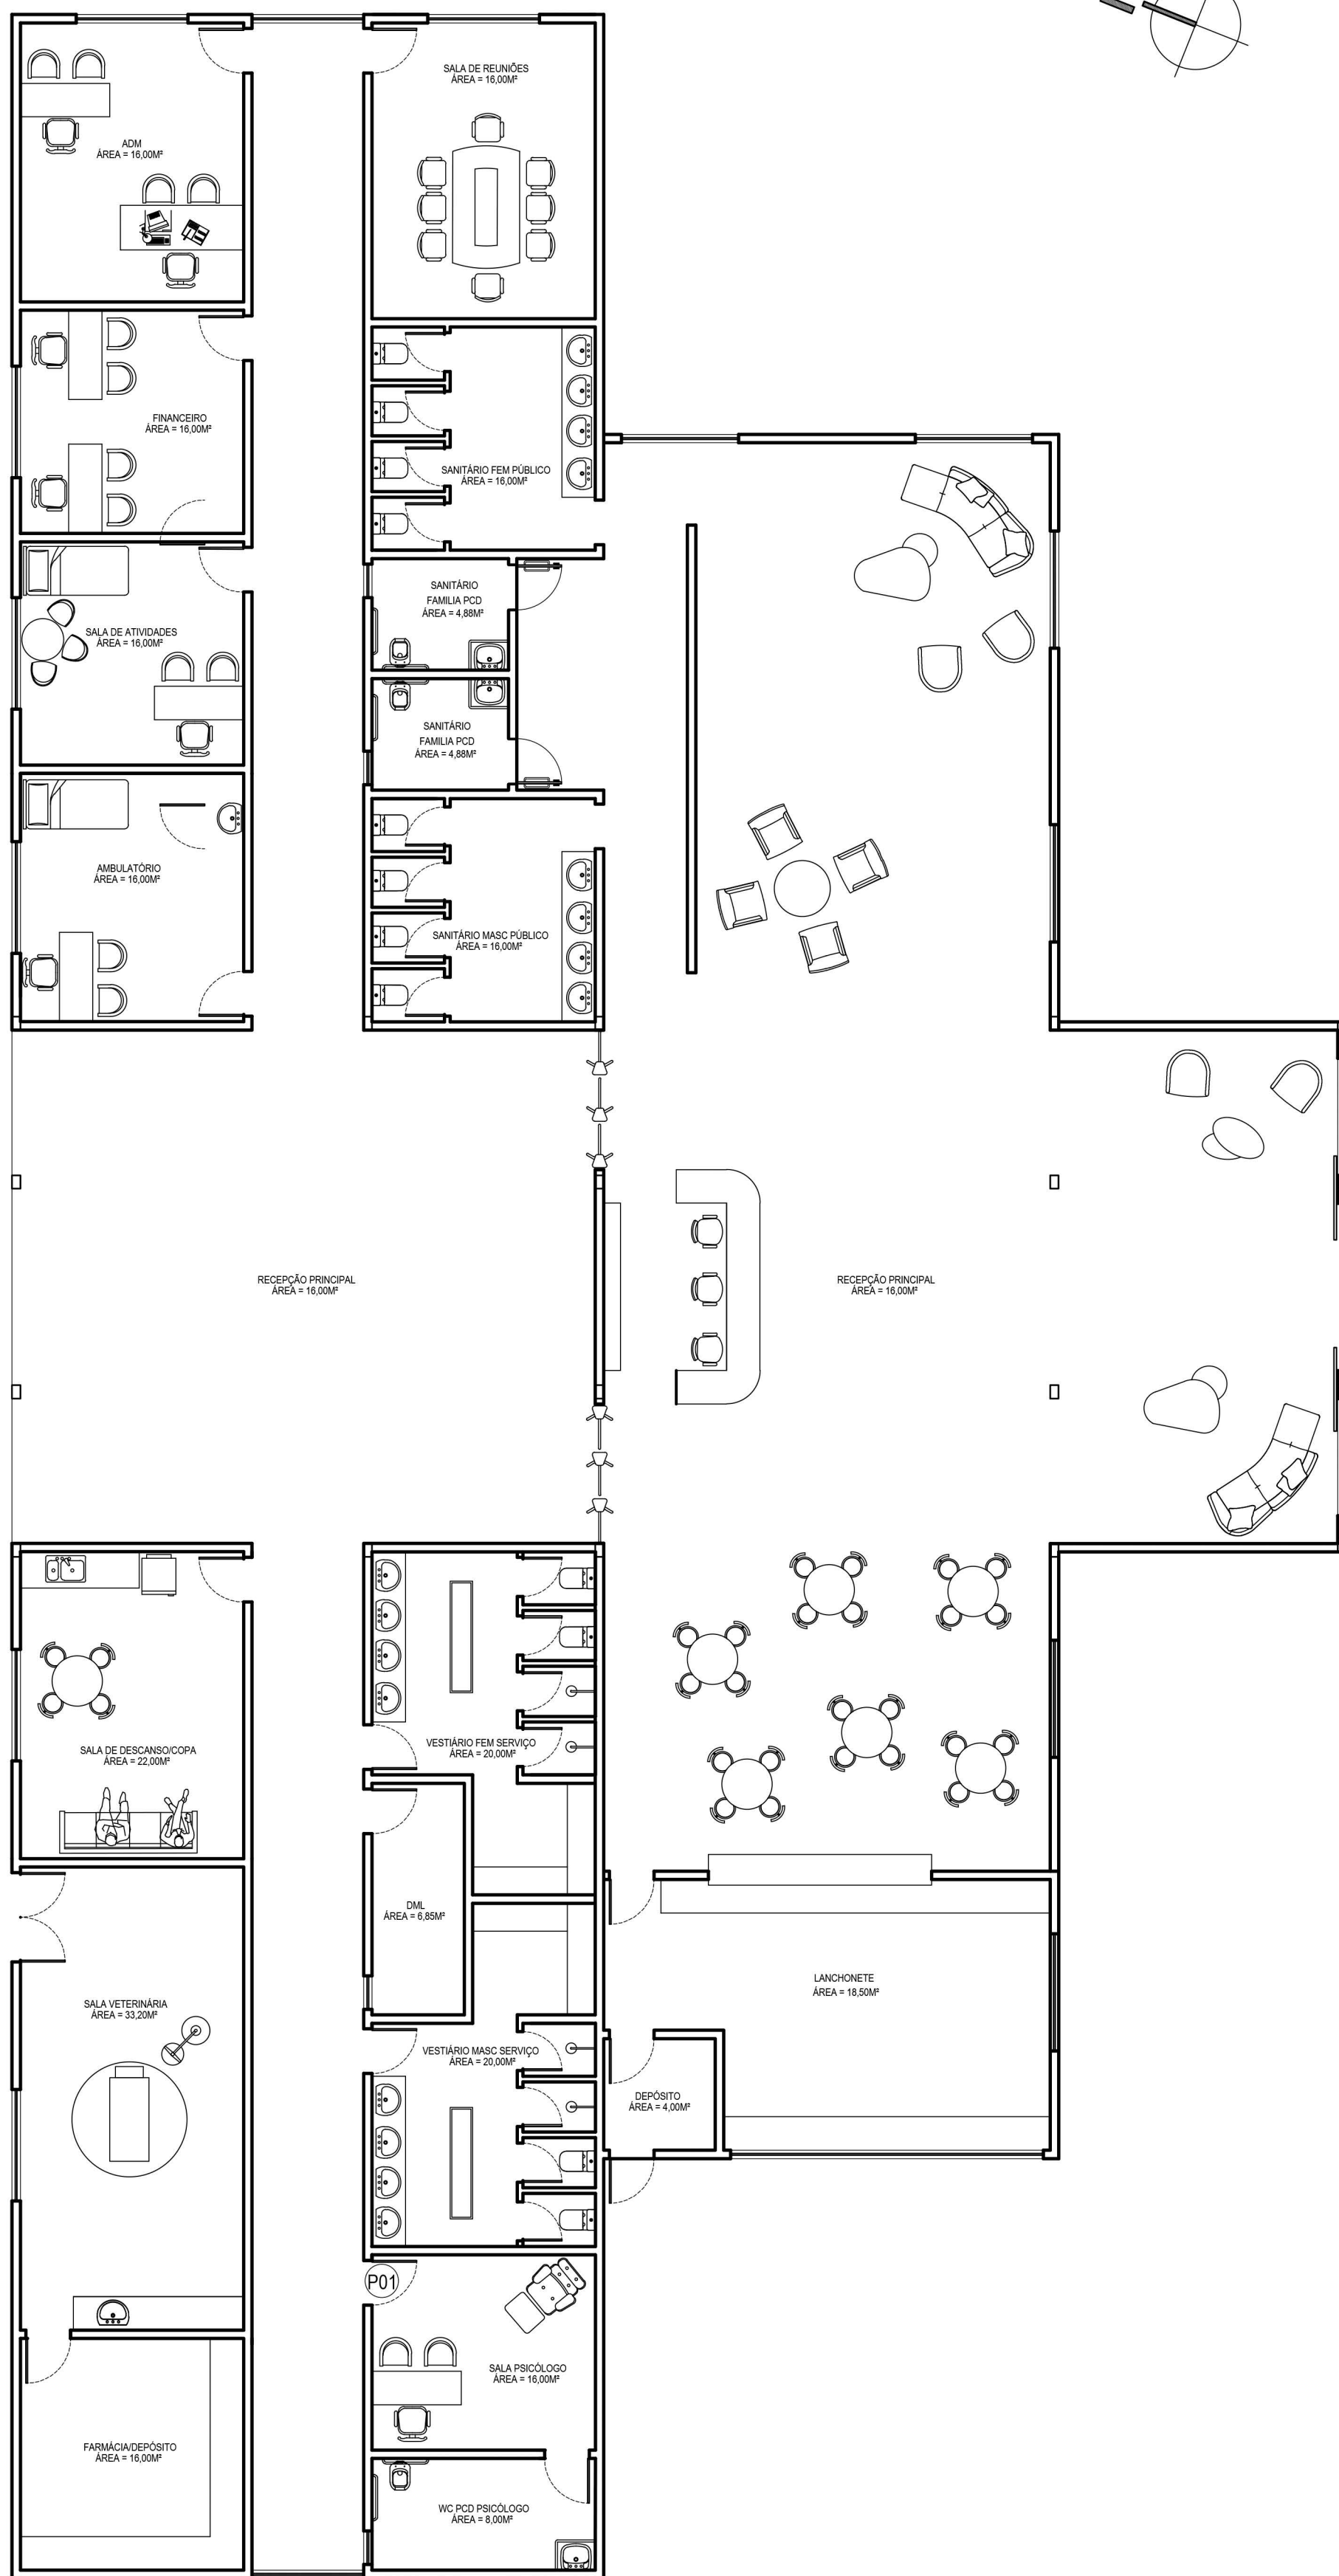 SALA DE REUNIÕES
ÁREA = 16,00M²
ADM
ÁREA = 16,00M²
FINANCEIRO
ÁREA = 16,00M²
SANITÁRIO FEM PÚBLICO
ÁREA = 16,00M²
SANITÁRIO
FAMILIA PCD
ÁREA = 4,88M²
SALA DE ATIVIDADES
ÁREA = 16,00M²
SANITÁRIO
FAMILIA PCD
ÁREA = 4,88M²
AMBULATÓRIO
ÁREA = 16,00M²
SANITÁRIO MASC PÚBLICO
ÁREA = 16,00M²
RECEPÇÃO PRINCIPAL
ÁREA = 16,00M²
RECEPÇÃO PRINCIPAL
ÁREA = 16,00M²
SALA DE DESCANSO/COPA
ÁREA = 22,00M²
VESTIÁRIO FEM SERVIÇO
ÁREA = 20,00M²
DML
ÁREA = 6,85M²
LANCHONETE
ÁREA = 18,50M²
SALA VETERINÁRIA
ÁREA = 33,20M²
VESTIÁRIO MASC SERVIÇO
ÁREA = 20,00M²
DEPÓSITO
ÁREA = 4,00M²
P01
SALA PSICÓLOGO
ÁREA = 16,00M²
FARMÁCIA/DEPÓSITO
ÁREA = 16,00M²
WC PCD PSICÓLOGO
ÁREA = 8,00M²